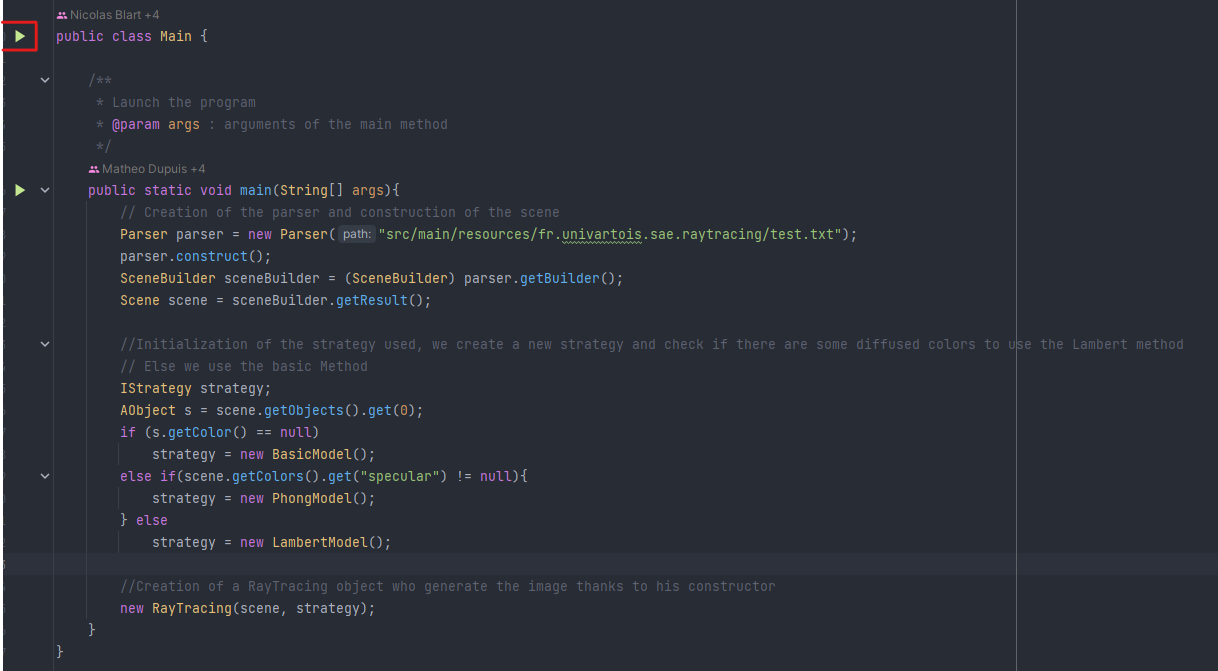 Nicolas Blart +4
public class Main {
/**
* Launch the program
* @param args : arguments of the main method
*/
Matheo Dupuis +4
public static void main(String[] args){
// Creation of the parser and construction of the scene
Parser parser = new Parser( path: "src/main/resources/fr.univartois.sae.raytracing/test.txt");
parser.construct();
SceneBuilder sceneBuilder = (SceneBuilder) parser.getBuilder();
Scene scene = sceneBuilder.getResult();
//Initialization of the strategy used, we create a new strategy and check if there are some diffused colors to use the Lambert method
// Else we use the basic Method
IStrategy strategy;
AObject s = scene.getObjects().get(0);
if (s.getColor() == null)
strategy = new BasicModel();
else if(scene.getColors().get("specular") != null){
strategy = new PhongModel();
} else
strategy = new LambertModel();
//Creation of a RayTracing object who generate the image thanks to his constructor
new RayTracing(scene, strategy);
}
}